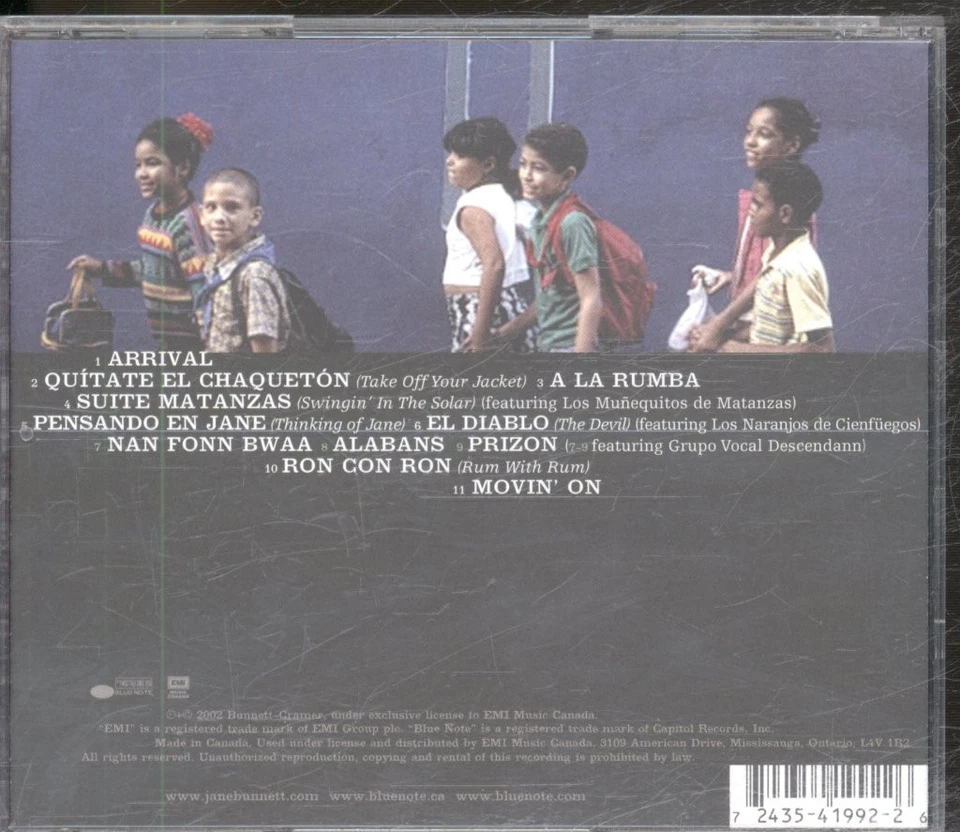 1 ARRIVAL
2 QUÍTATE EL CHAQUETÓN (Take Off Your Jacket) 3 A LA RUMBA
4 SUITE MATANZAS (Swingin' In The Solar) (featuring Los Muñequitos de Matanzas)
5 PENSANDO EN JANE (Thinking of Jane) 6 EL DIABLO (The Devil) (featuring Los Naranjos de Cienfüegos)
7 NAN FONN BWAA 8 ALABANS 9 PRIZON (7-9 featuring Grupo Vocal Descendann)
10 RON CON RON (Rum With Rum)
11 MOVIN' ON
BLUE NOTE
EMI
MUSIC
CANADA
℗+© 2002 Bunnett-Cramer, under exclusive license to EMI Music Canada.
"EMI" is a registered trade mark of EMI Group plc. "Blue Note" is a registered trade mark of Capitol Records, Inc.
Made in Canada. Used under license and distributed by EMI Music Canada, 3109 American Drive, Mississauga, Ontario, L4V 1B2.
All rights reserved. Unauthorized reproduction, copying and rental of this recording is prohibited by law.
www.janebunnett.com www.bluenote.ca www.bluenote.com
7 2435-41992-2 6